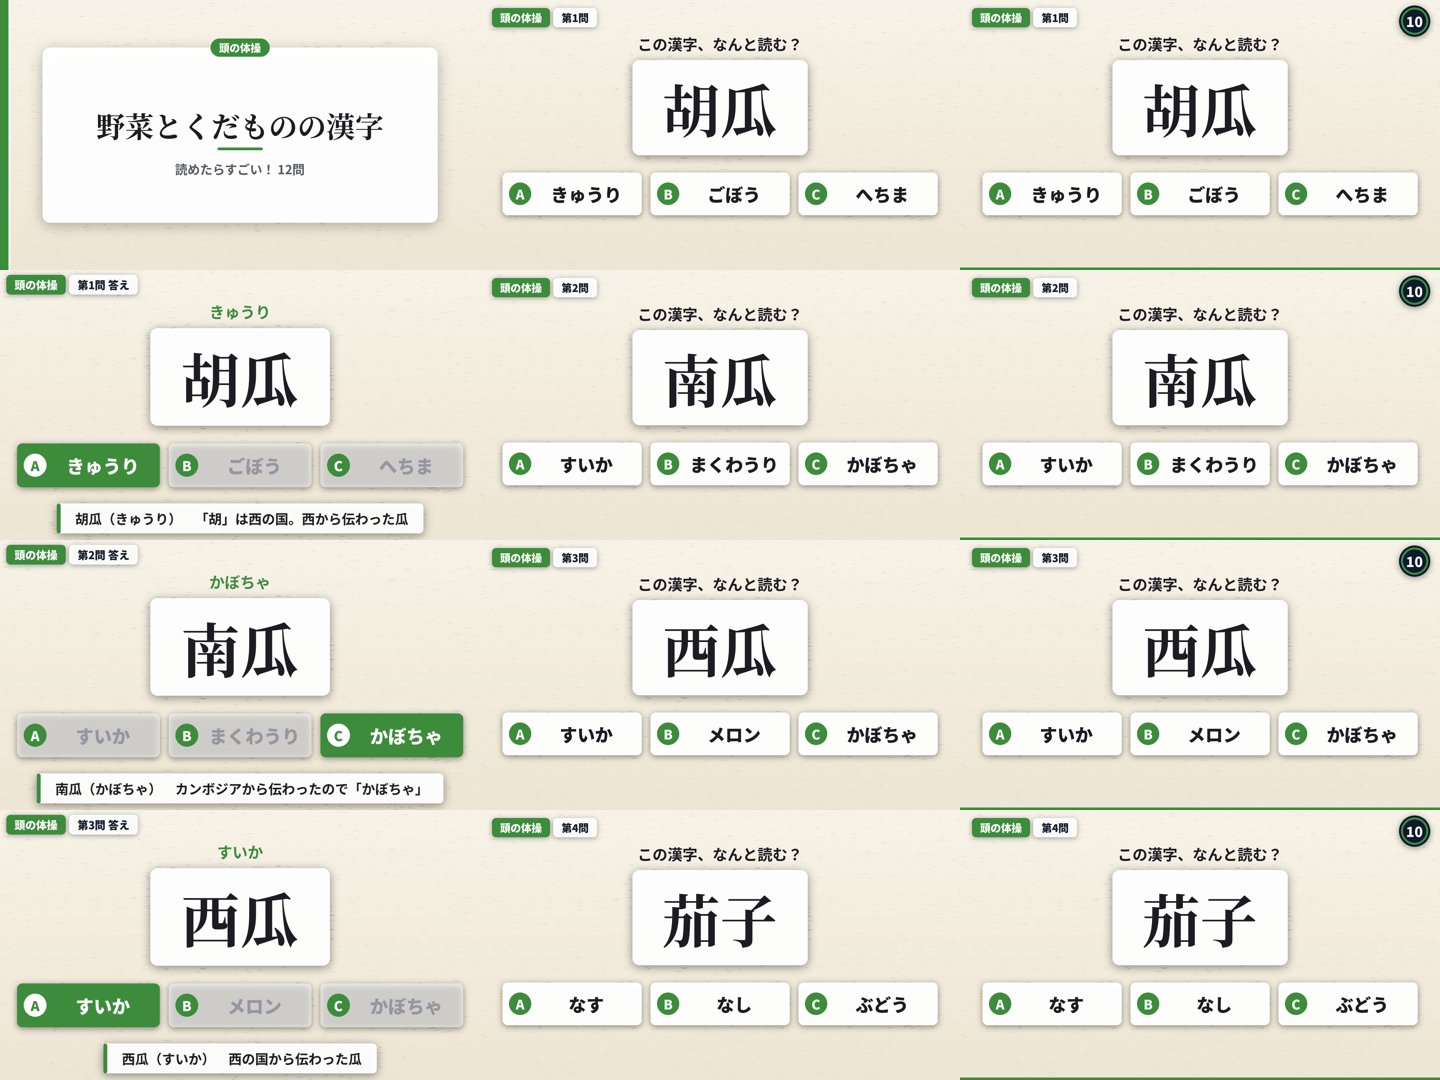 頭の体操
野菜とくだものの漢字
読めたらすごい！ 12問
頭の体操 第1問
この漢字、なんと読む？
胡瓜
A きゅうり B ごぼう C へちま
頭の体操 第1問 10
この漢字、なんと読む？
胡瓜
A きゅうり B ごぼう C へちま
頭の体操 第1問 答え
きゅうり
胡瓜
A きゅうり B ごぼう C へちま
胡瓜（きゅうり） 「胡」は西の国。西から伝わった瓜
頭の体操 第2問
この漢字、なんと読む？
南瓜
A すいか B まくわうり C かぼちゃ
頭の体操 第2問 10
この漢字、なんと読む？
南瓜
A すいか B まくわうり C かぼちゃ
頭の体操 第2問 答え
かぼちゃ
南瓜
A すいか B まくわうり C かぼちゃ
南瓜（かぼちゃ） カンボジアから伝わったので「かぼちゃ」
頭の体操 第3問
この漢字、なんと読む？
西瓜
A すいか B メロン C かぼちゃ
頭の体操 第3問 10
この漢字、なんと読む？
西瓜
A すいか B メロン C かぼちゃ
頭の体操 第3問 答え
すいか
西瓜
A すいか B メロン C かぼちゃ
西瓜（すいか） 西の国から伝わった瓜
頭の体操 第4問
この漢字、なんと読む？
茄子
A なす B なし C ぶどう
頭の体操 第4問 10
この漢字、なんと読む？
茄子
A なす B なし C ぶどう